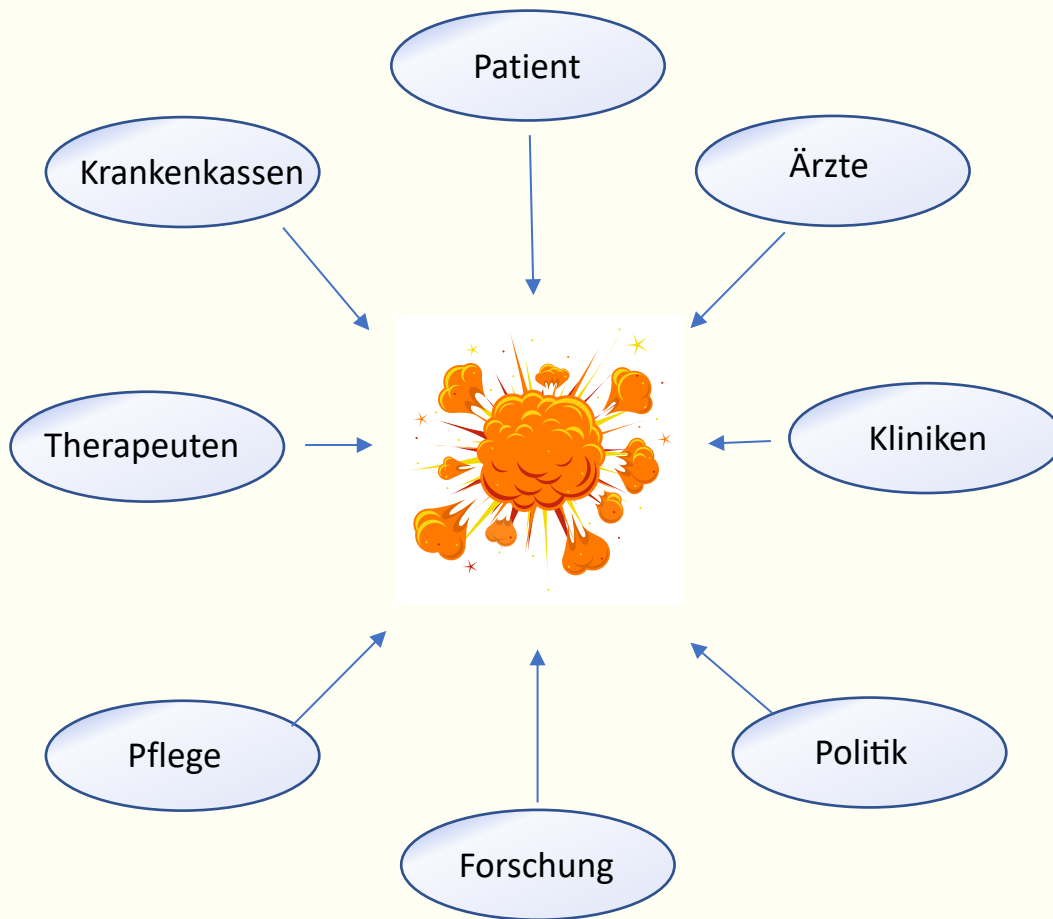 Patient
Krankenkassen
Ärzte
Therapeuten
Kliniken
Pflege
Politik
Forschung